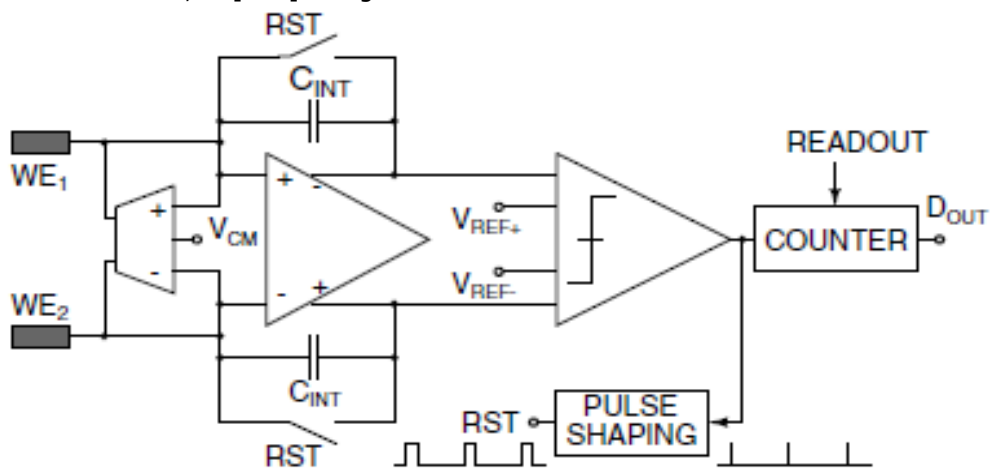 RST
C_INT
WE_1
+
-
V_CM
+ -
- +
V_REF+
V_REF-
READOUT
COUNTER
D_OUT
WE_2
C_INT
RST
RST
PULSE
SHAPING